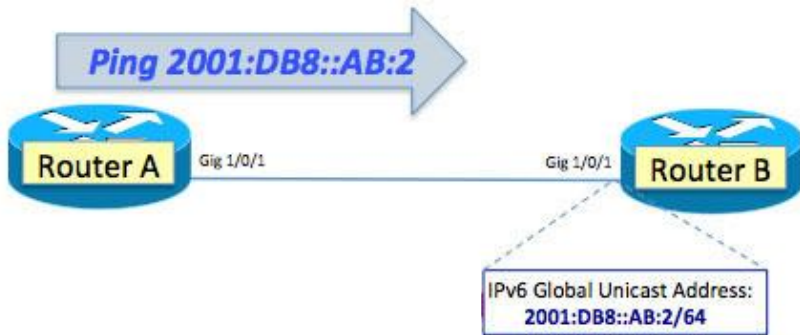 Ping 2001:DB8::AB:2
Router A
Gig 1/0/1
Gig 1/0/1
Router B
IPv6 Global Unicast Address:
2001:DB8::AB:2/64